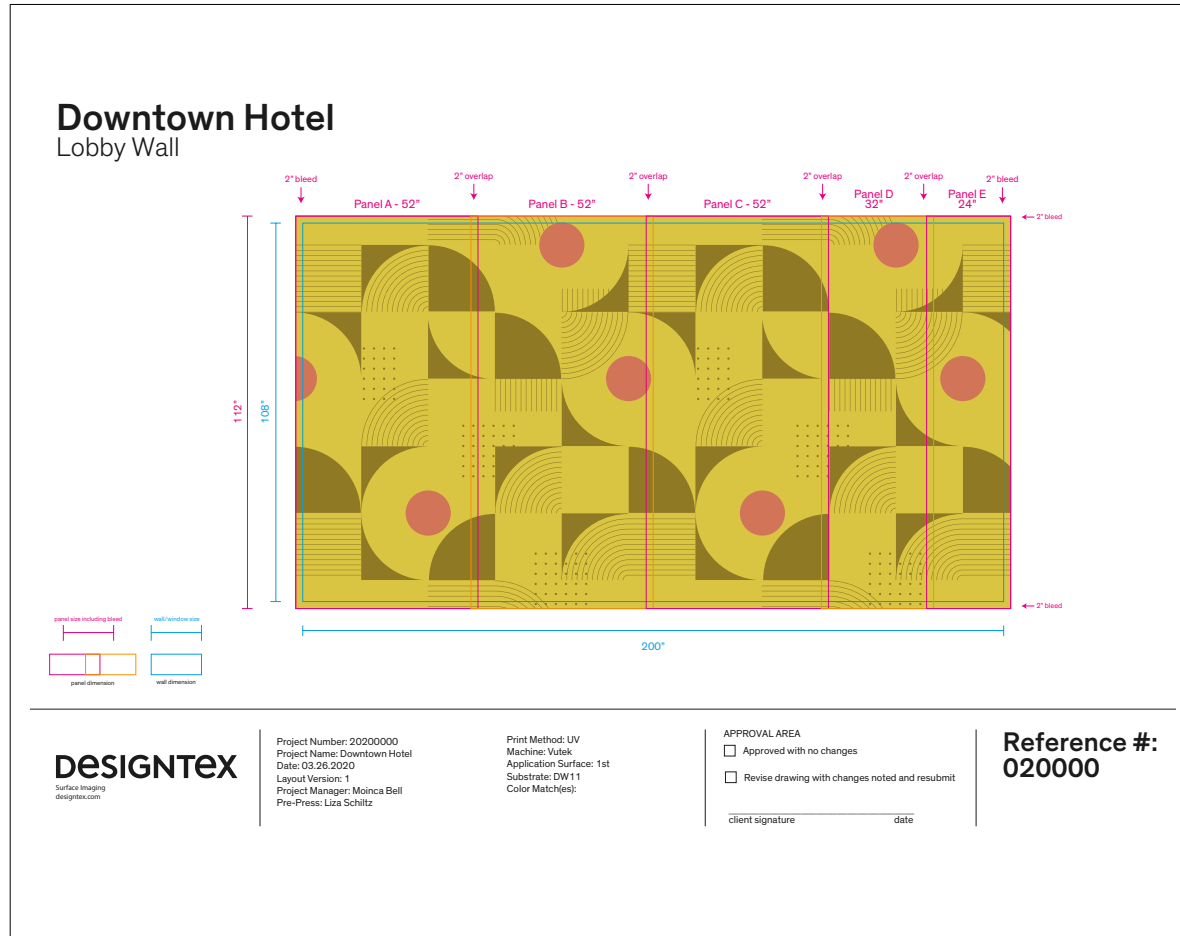 Downtown Hotel
Lobby Wall
2" bleed
2" overlap
2" overlap
2" overlap
2" overlap
2" bleed
Panel A - 52"
Panel B - 52"
Panel C - 52"
Panel D
32"
Panel E
24"
2" bleed
112"
108"
2" bleed
200"
panel size including bleed
wall/window size
panel dimension
wall dimension
DESIGNTEX
Surface Imaging
designtex.com
Project Number: 20200000
Project Name: Downtown Hotel
Date: 03.26.2020
Layout Version: 1
Project Manager: Moinca Bell
Pre-Press: Liza Schiltz
Print Method: UV
Machine: Vutek
Application Surface: 1st
Substrate: DW11
Color Match(es):
APPROVAL AREA
Approved with no changes
Revise drawing with changes noted and resubmit
client signature date
Reference #:
020000